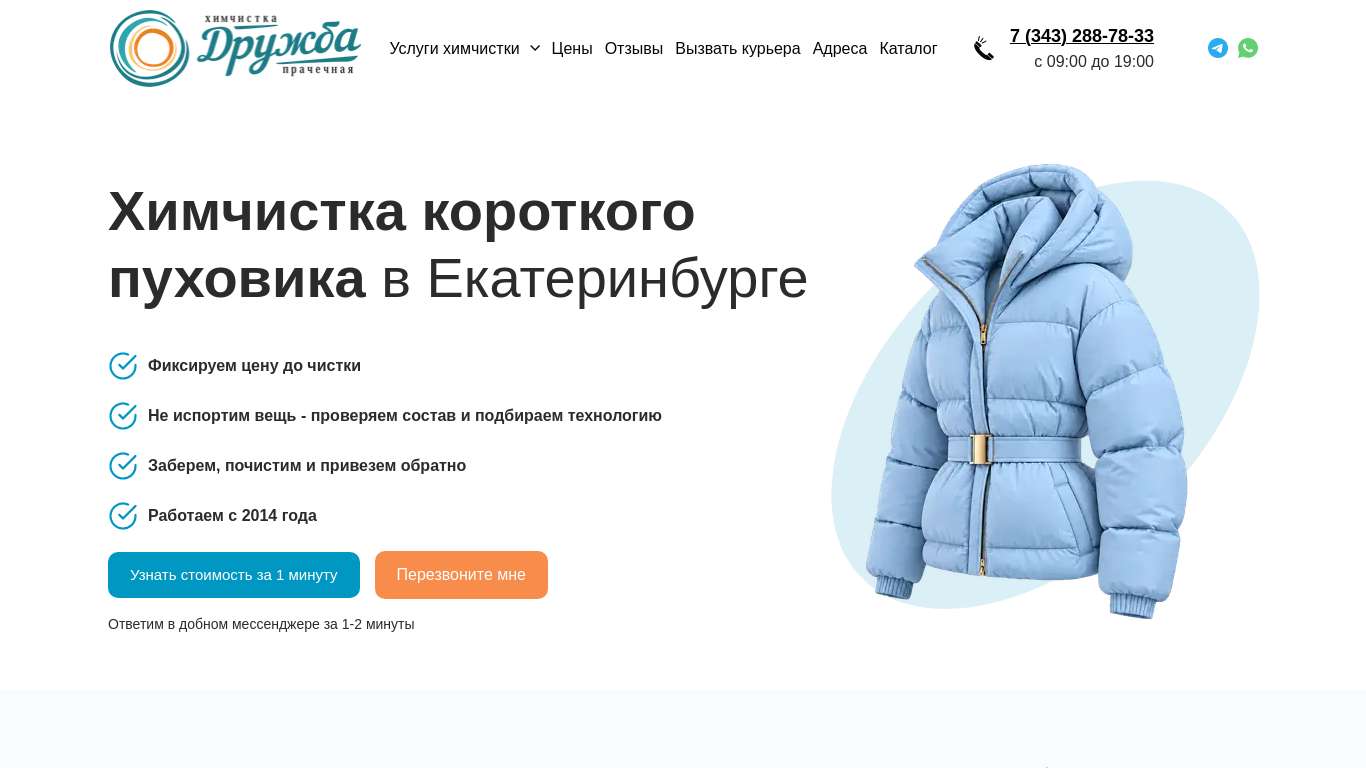 химчистка
Дружба
прачечная
Услуги химчистки
Цены
Отзывы
Вызвать курьера
Адреса
Каталог
7 (343) 288-78-33
с 09:00 до 19:00
Химчистка короткого
пуховика в Екатеринбурге
Фиксируем цену до чистки
Не испортим вещь - проверяем состав и подбираем технологию
Заберем, почистим и привезем обратно
Работаем с 2014 года
Узнать стоимость за 1 минуту
Перезвоните мне
Ответим в добном мессенджере за 1-2 минуты